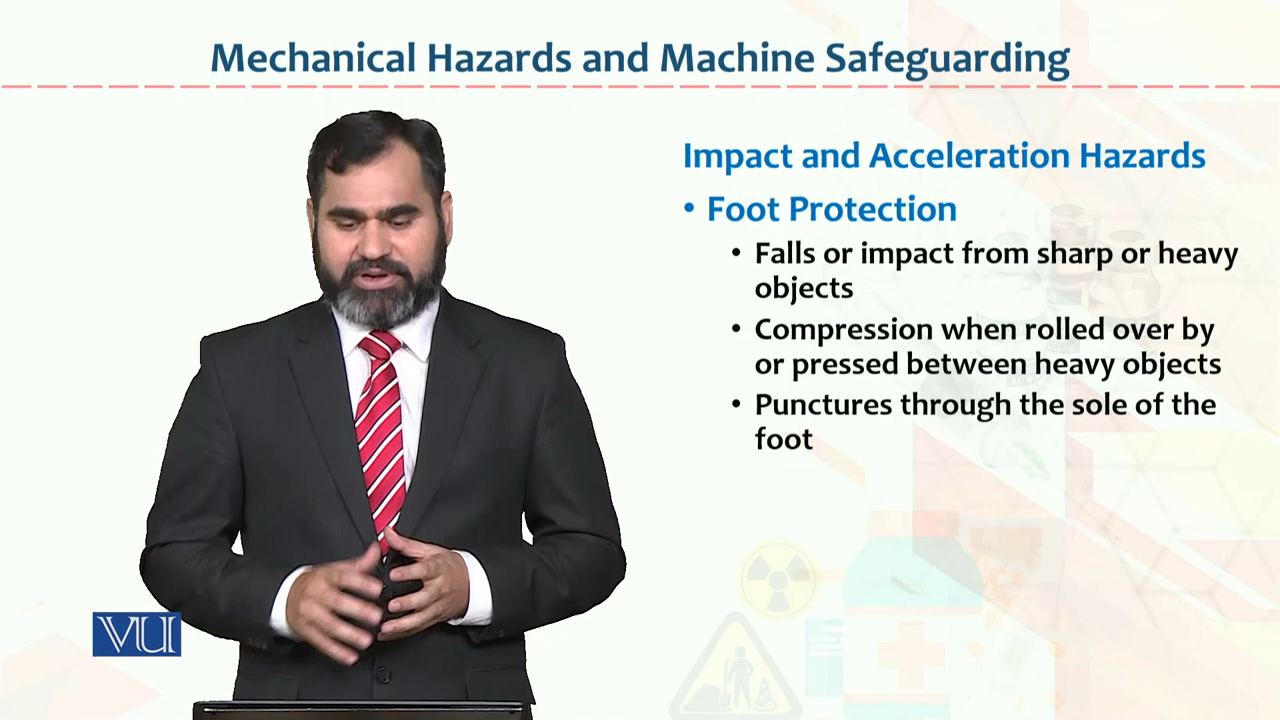 Mechanical Hazards and Machine Safeguarding
Impact and Acceleration Hazards
• Foot Protection
• Falls or impact from sharp or heavy
objects
• Compression when rolled over by
or pressed between heavy objects
• Punctures through the sole of the
foot
VU